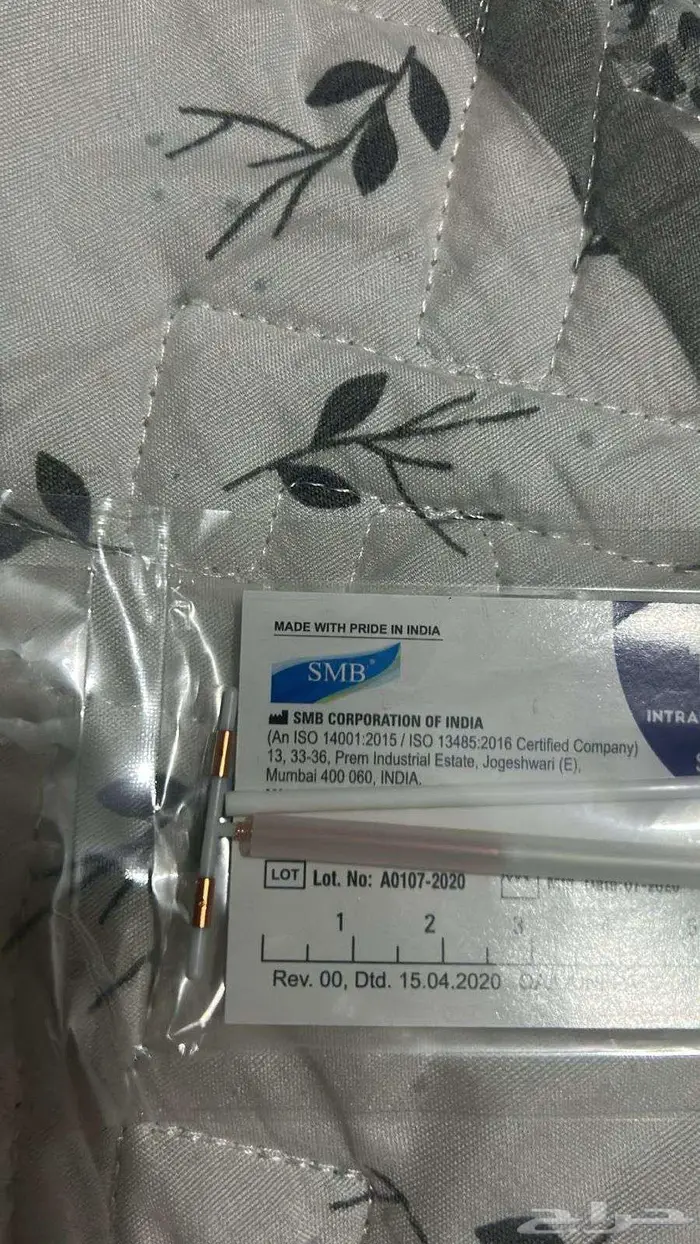 MADE WITH PRIDE IN INDIA
SMB®
SMB CORPORATION OF INDIA
(An ISO 14001:2015 / ISO 13485:2016 Certified Company)
13, 33-36, Prem Industrial Estate, Jogeshwari (E),
Mumbai 400 060, INDIA.
INTRA
LOT Lot. No: A0107-2020
1 2 3
Rev. 00, Dtd. 15.04.2020
حراج